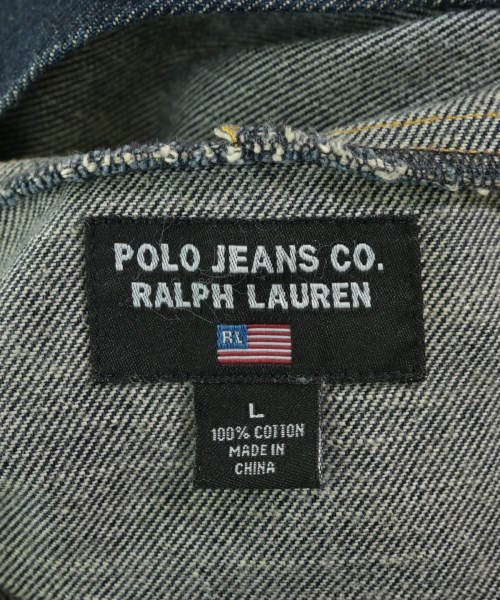 POLO JEANS CO.
RALPH LAUREN
RL
L
100% COTTON
MADE IN
CHINA